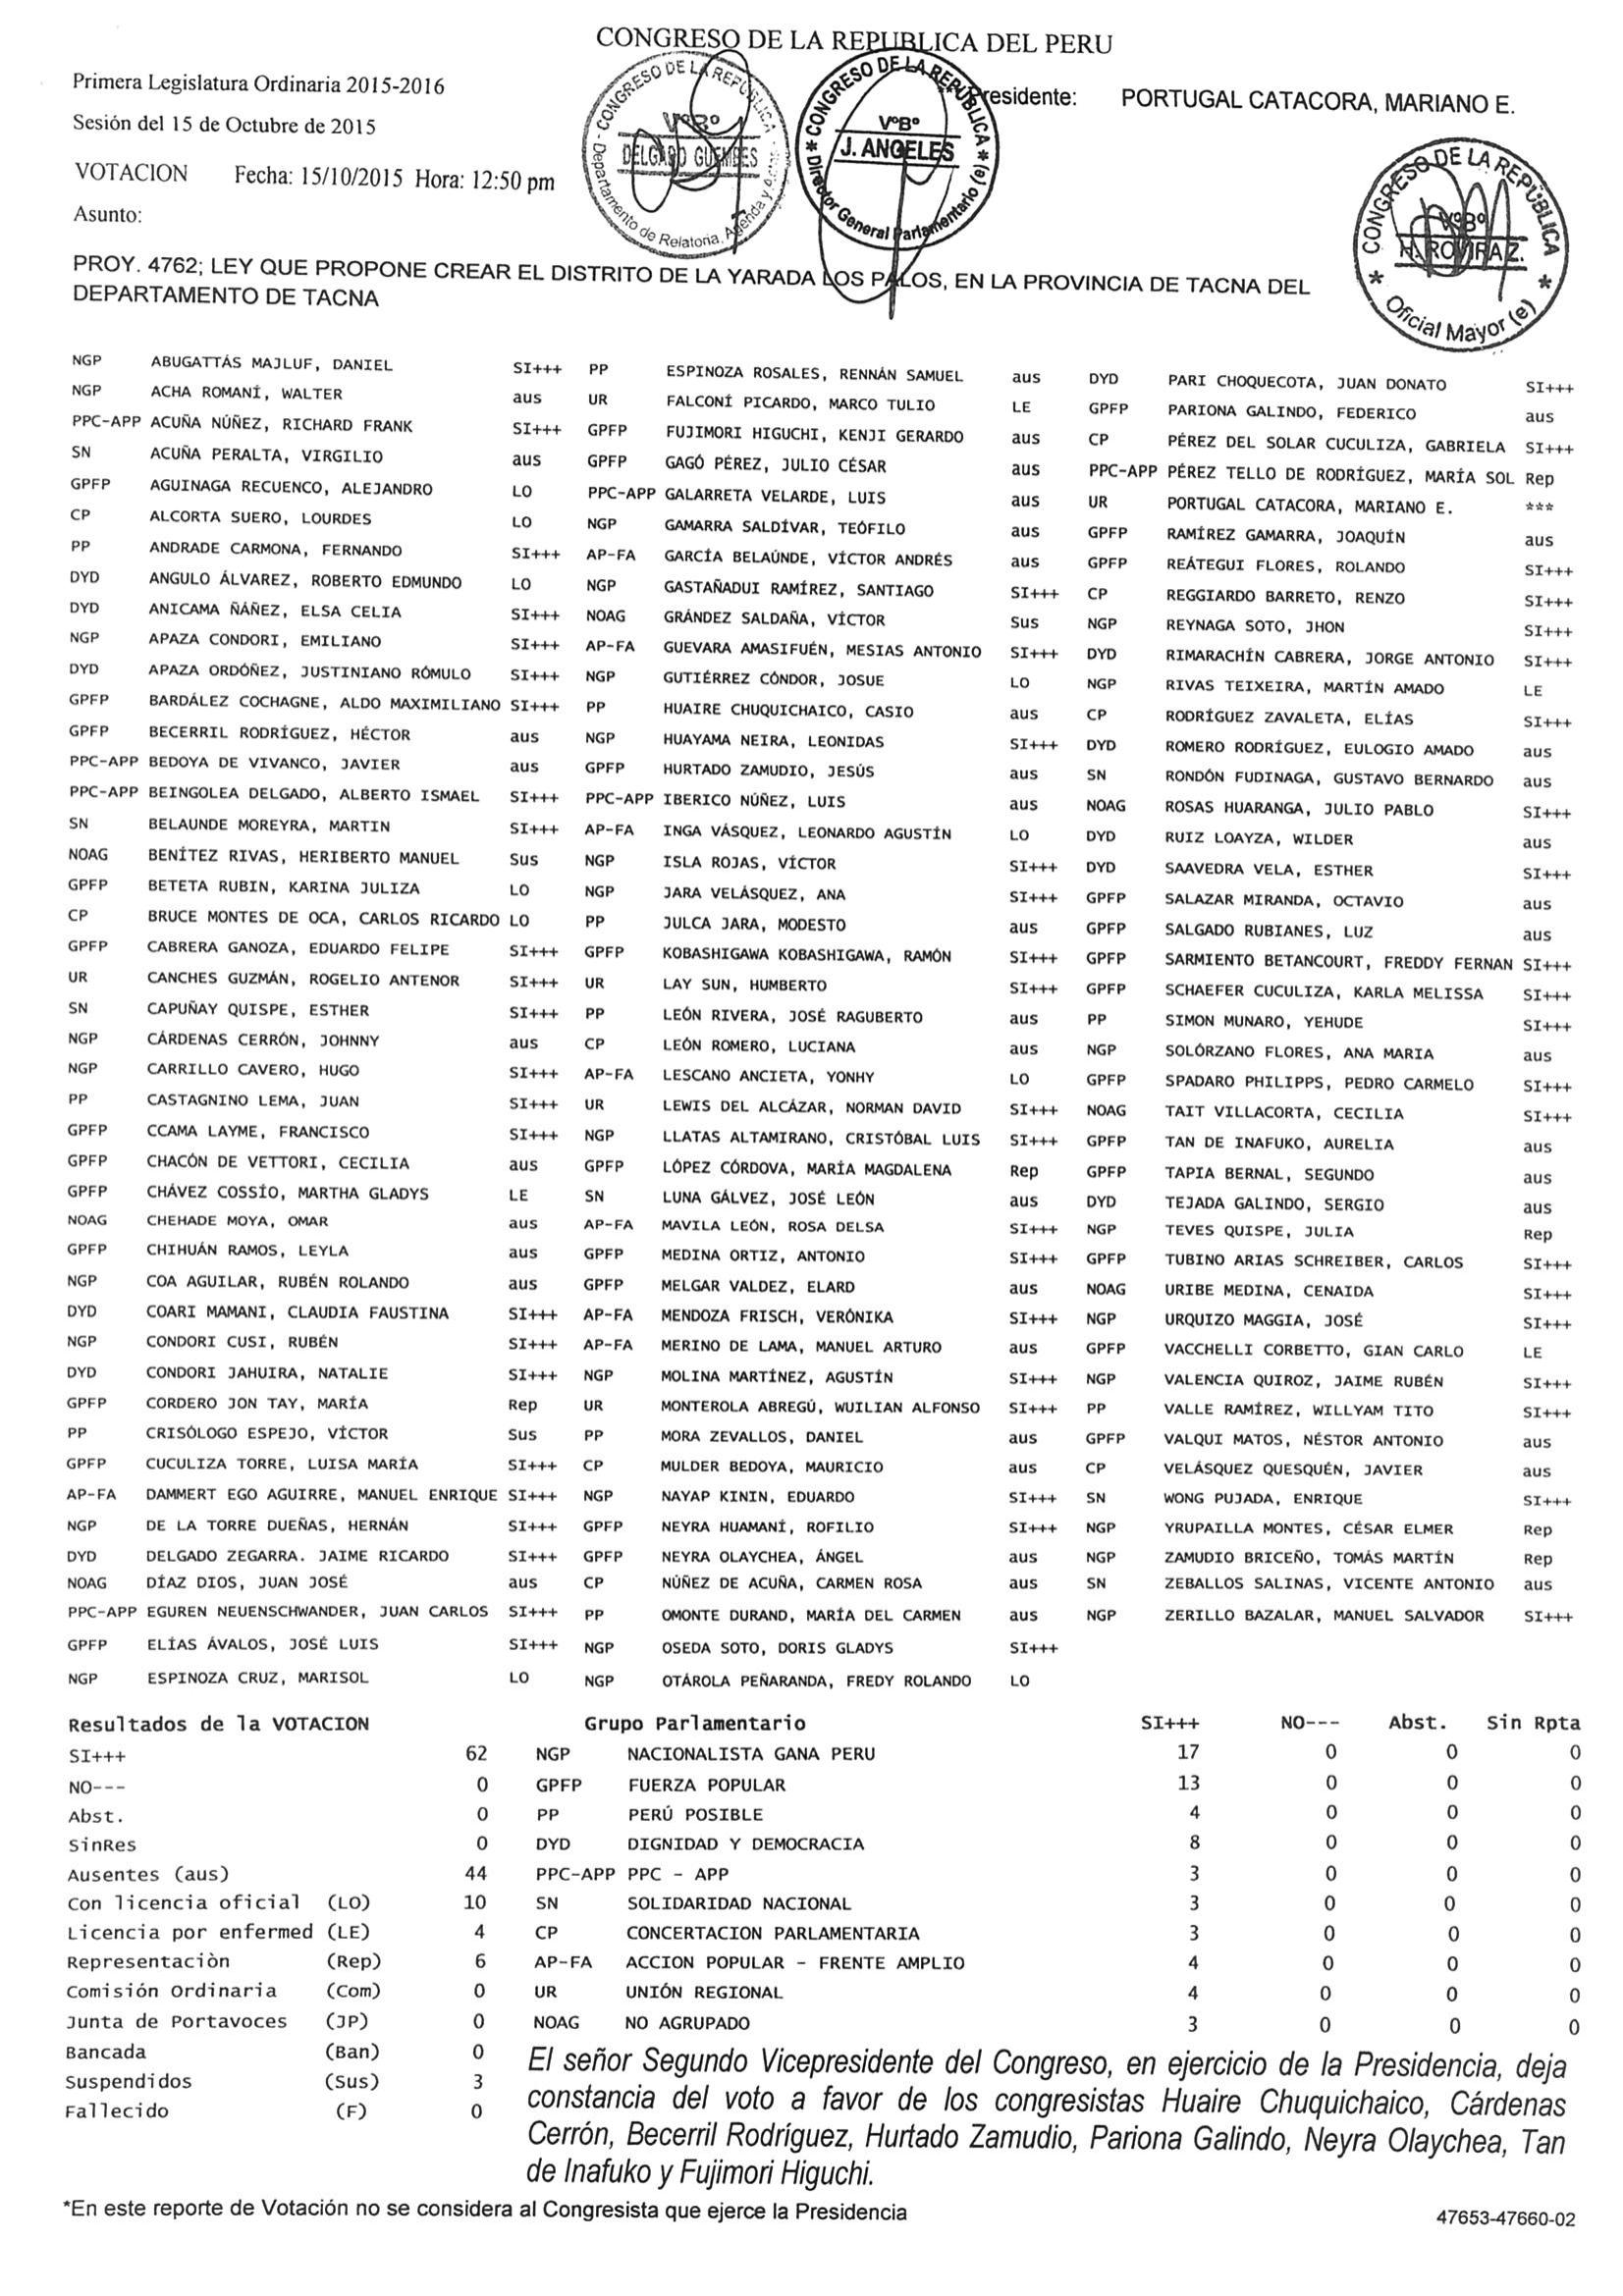 CONGRESO DE LA REPUBLICA DEL PERU
Primera Legislatura Ordinaria 2015-2016
Sesión del 15 de Octubre de 2015
Presidente: PORTUGAL CATACORA, MARIANO E.
VOTACION Fecha: 15/10/2015 Hora: 12:50 pm
Asunto:
CONGRESO DE LA REPUBLICA
VºBº
DELGADO GUEMBES
Departamento de Relatoria, Agenda y
CONGRESO DE LA REPUBLICA
VºBº
J. ANGELES
Director General Parlamentario (e)
CONGRESO DE LA REPÚBLICA
VºBº
H. ROVIRA Z.
Oficial Mayor (e)
PROY. 4762; LEY QUE PROPONE CREAR EL DISTRITO DE LA YARADA LOS PALOS, EN LA PROVINCIA DE TACNA DEL
DEPARTAMENTO DE TACNA
NGP ABUGATTÁS MAJLUF, DANIEL SI+++ PP ESPINOZA ROSALES, RENNÁN SAMUEL aus DYD PARI CHOQUECOTA, JUAN DONATO SI+++
NGP ACHA ROMANÍ, WALTER aus UR FALCONÍ PICARDO, MARCO TULIO LE GPFP PARIONA GALINDO, FEDERICO aus
PPC-APP ACUÑA NÚÑEZ, RICHARD FRANK SI+++ GPFP FUJIMORI HIGUCHI, KENJI GERARDO aus CP PÉREZ DEL SOLAR CUCULIZA, GABRIELA SI+++
SN ACUÑA PERALTA, VIRGILIO aus GPFP GAGÓ PÉREZ, JULIO CÉSAR aus PPC-APP PÉREZ TELLO DE RODRÍGUEZ, MARÍA SOL Rep
GPFP AGUINAGA RECUENCO, ALEJANDRO LO PPC-APP GALARRETA VELARDE, LUIS aus UR PORTUGAL CATACORA, MARIANO E. ***
CP ALCORTA SUERO, LOURDES LO NGP GAMARRA SALDÍVAR, TEÓFILO aus GPFP RAMÍREZ GAMARRA, JOAQUÍN aus
PP ANDRADE CARMONA, FERNANDO SI+++ AP-FA GARCÍA BELAÚNDE, VÍCTOR ANDRÉS aus GPFP REÁTEGUI FLORES, ROLANDO SI+++
DYD ANGULO ÁLVAREZ, ROBERTO EDMUNDO LO NGP GASTAÑADUI RAMÍREZ, SANTIAGO SI+++ CP REGGIARDO BARRETO, RENZO SI+++
DYD ANICAMA ÑÁÑEZ, ELSA CELIA SI+++ NOAG GRÁNDEZ SALDAÑA, VÍCTOR Sus NGP REYNAGA SOTO, JHON SI+++
NGP APAZA CONDORI, EMILIANO SI+++ AP-FA GUEVARA AMASIFUÉN, MESIAS ANTONIO SI+++ DYD RIMARACHÍN CABRERA, JORGE ANTONIO SI+++
DYD APAZA ORDÓÑEZ, JUSTINIANO RÓMULO SI+++ NGP GUTIÉRREZ CÓNDOR, JOSUE LO NGP RIVAS TEIXEIRA, MARTÍN AMADO LE
GPFP BARDÁLEZ COCHAGNE, ALDO MAXIMILIANO SI+++ PP HUAIRE CHUQUICHAICO, CASIO aus CP RODRÍGUEZ ZAVALETA, ELÍAS SI+++
GPFP BECERRIL RODRÍGUEZ, HÉCTOR aus NGP HUAYAMA NEIRA, LEONIDAS SI+++ DYD ROMERO RODRÍGUEZ, EULOGIO AMADO aus
PPC-APP BEDOYA DE VIVANCO, JAVIER aus GPFP HURTADO ZAMUDIO, JESÚS aus SN RONDÓN FUDINAGA, GUSTAVO BERNARDO aus
PPC-APP BEINGOLEA DELGADO, ALBERTO ISMAEL SI+++ PPC-APP IBERICO NÚÑEZ, LUIS aus NOAG ROSAS HUARANGA, JULIO PABLO SI+++
SN BELAUNDE MOREYRA, MARTIN SI+++ AP-FA INGA VÁSQUEZ, LEONARDO AGUSTÍN LO DYD RUIZ LOAYZA, WILDER aus
NOAG BENÍTEZ RIVAS, HERIBERTO MANUEL Sus NGP ISLA ROJAS, VÍCTOR SI+++ DYD SAAVEDRA VELA, ESTHER SI+++
GPFP BETETA RUBIN, KARINA JULIZA LO NGP JARA VELÁSQUEZ, ANA SI+++ GPFP SALAZAR MIRANDA, OCTAVIO aus
CP BRUCE MONTES DE OCA, CARLOS RICARDO LO PP JULCA JARA, MODESTO aus GPFP SALGADO RUBIANES, LUZ aus
GPFP CABRERA GANOZA, EDUARDO FELIPE SI+++ GPFP KOBASHIGAWA KOBASHIGAWA, RAMÓN SI+++ GPFP SARMIENTO BETANCOURT, FREDDY FERNAN SI+++
UR CANCHES GUZMÁN, ROGELIO ANTENOR SI+++ UR LAY SUN, HUMBERTO SI+++ GPFP SCHAEFER CUCULIZA, KARLA MELISSA SI+++
SN CAPUÑAY QUISPE, ESTHER SI+++ PP LEÓN RIVERA, JOSÉ RAGUBERTO aus PP SIMON MUNARO, YEHUDE SI+++
NGP CÁRDENAS CERRÓN, JOHNNY aus CP LEÓN ROMERO, LUCIANA aus NGP SOLÓRZANO FLORES, ANA MARIA aus
NGP CARRILLO CAVERO, HUGO SI+++ AP-FA LESCANO ANCIETA, YONHY LO GPFP SPADARO PHILIPPS, PEDRO CARMELO SI+++
PP CASTAGNINO LEMA, JUAN SI+++ UR LEWIS DEL ALCÁZAR, NORMAN DAVID SI+++ NOAG TAIT VILLACORTA, CECILIA SI+++
GPFP CCAMA LAYME, FRANCISCO SI+++ NGP LLATAS ALTAMIRANO, CRISTÓBAL LUIS SI+++ GPFP TAN DE INAFUKO, AURELIA aus
GPFP CHACÓN DE VETTORI, CECILIA aus GPFP LÓPEZ CÓRDOVA, MARÍA MAGDALENA Rep GPFP TAPIA BERNAL, SEGUNDO aus
GPFP CHÁVEZ COSSÍO, MARTHA GLADYS LE SN LUNA GÁLVEZ, JOSÉ LEÓN aus DYD TEJADA GALINDO, SERGIO aus
NOAG CHEHADE MOYA, OMAR aus AP-FA MAVILA LEÓN, ROSA DELSA SI+++ NGP TEVES QUISPE, JULIA Rep
GPFP CHIHUÁN RAMOS, LEYLA aus GPFP MEDINA ORTIZ, ANTONIO SI+++ GPFP TUBINO ARIAS SCHREIBER, CARLOS SI+++
NGP COA AGUILAR, RUBÉN ROLANDO aus GPFP MELGAR VALDEZ, ELARD aus NOAG URIBE MEDINA, CENAIDA SI+++
DYD COARI MAMANI, CLAUDIA FAUSTINA SI+++ AP-FA MENDOZA FRISCH, VERÓNIKA SI+++ NGP URQUIZO MAGGIA, JOSÉ SI+++
NGP CONDORI CUSI, RUBÉN SI+++ AP-FA MERINO DE LAMA, MANUEL ARTURO aus GPFP VACCHELLI CORBETTO, GIAN CARLO LE
DYD CONDORI JAHUIRA, NATALIE SI+++ NGP MOLINA MARTÍNEZ, AGUSTÍN SI+++ NGP VALENCIA QUIROZ, JAIME RUBÉN SI+++
GPFP CORDERO JON TAY, MARÍA Rep UR MONTEROLA ABREGÚ, WUILIAN ALFONSO SI+++ PP VALLE RAMÍREZ, WILLYAM TITO SI+++
PP CRISÓLOGO ESPEJO, VÍCTOR Sus PP MORA ZEVALLOS, DANIEL aus GPFP VALQUI MATOS, NÉSTOR ANTONIO aus
GPFP CUCULIZA TORRE, LUISA MARÍA SI+++ CP MULDER BEDOYA, MAURICIO aus CP VELÁSQUEZ QUESQUÉN, JAVIER aus
AP-FA DAMMERT EGO AGUIRRE, MANUEL ENRIQUE SI+++ NGP NAYAP KININ, EDUARDO SI+++ SN WONG PUJADA, ENRIQUE SI+++
NGP DE LA TORRE DUEÑAS, HERNÁN SI+++ GPFP NEYRA HUAMANÍ, ROFILIO SI+++ NGP YRUPAILLA MONTES, CÉSAR ELMER Rep
DYD DELGADO ZEGARRA. JAIME RICARDO SI+++ GPFP NEYRA OLAYCHEA, ÁNGEL aus NGP ZAMUDIO BRICEÑO, TOMÁS MARTÍN Rep
NOAG DÍAZ DIOS, JUAN JOSÉ aus CP NÚÑEZ DE ACUÑA, CARMEN ROSA aus SN ZEBALLOS SALINAS, VICENTE ANTONIO aus
PPC-APP EGUREN NEUENSCHWANDER, JUAN CARLOS SI+++ PP OMONTE DURAND, MARÍA DEL CARMEN aus NGP ZERILLO BAZALAR, MANUEL SALVADOR SI+++
GPFP ELÍAS ÁVALOS, JOSÉ LUIS SI+++ NGP OSEDA SOTO, DORIS GLADYS SI+++
NGP ESPINOZA CRUZ, MARISOL LO NGP OTÁROLA PEÑARANDA, FREDY ROLANDO LO
Resultados de la VOTACION Grupo Parlamentario SI+++ NO--- Abst. Sin Rpta
SI+++ 62 NGP NACIONALISTA GANA PERU 17 0 0 0
NO--- 0 GPFP FUERZA POPULAR 13 0 0 0
Abst. 0 PP PERÚ POSIBLE 4 0 0 0
SinRes 0 DYD DIGNIDAD Y DEMOCRACIA 8 0 0 0
Ausentes (aus) 44 PPC-APP PPC - APP 3 0 0 0
Con licencia oficial (LO) 10 SN SOLIDARIDAD NACIONAL 3 0 0 0
Licencia por enfermed (LE) 4 CP CONCERTACION PARLAMENTARIA 3 0 0 0
Representaciòn (Rep) 6 AP-FA ACCION POPULAR - FRENTE AMPLIO 4 0 0 0
Comisión Ordinaria (Com) 0 UR UNIÓN REGIONAL 4 0 0 0
Junta de Portavoces (JP) 0 NOAG NO AGRUPADO 3 0 0 0
Bancada (Ban) 0
Suspendidos (Sus) 3
Fallecido (F) 0
El señor Segundo Vicepresidente del Congreso, en ejercicio de la Presidencia, deja
constancia del voto a favor de los congresistas Huaire Chuquichaico, Cárdenas
Cerrón, Becerril Rodríguez, Hurtado Zamudio, Pariona Galindo, Neyra Olaychea, Tan
de Inafuko y Fujimori Higuchi.
*En este reporte de Votación no se considera al Congresista que ejerce la Presidencia
47653-47660-02